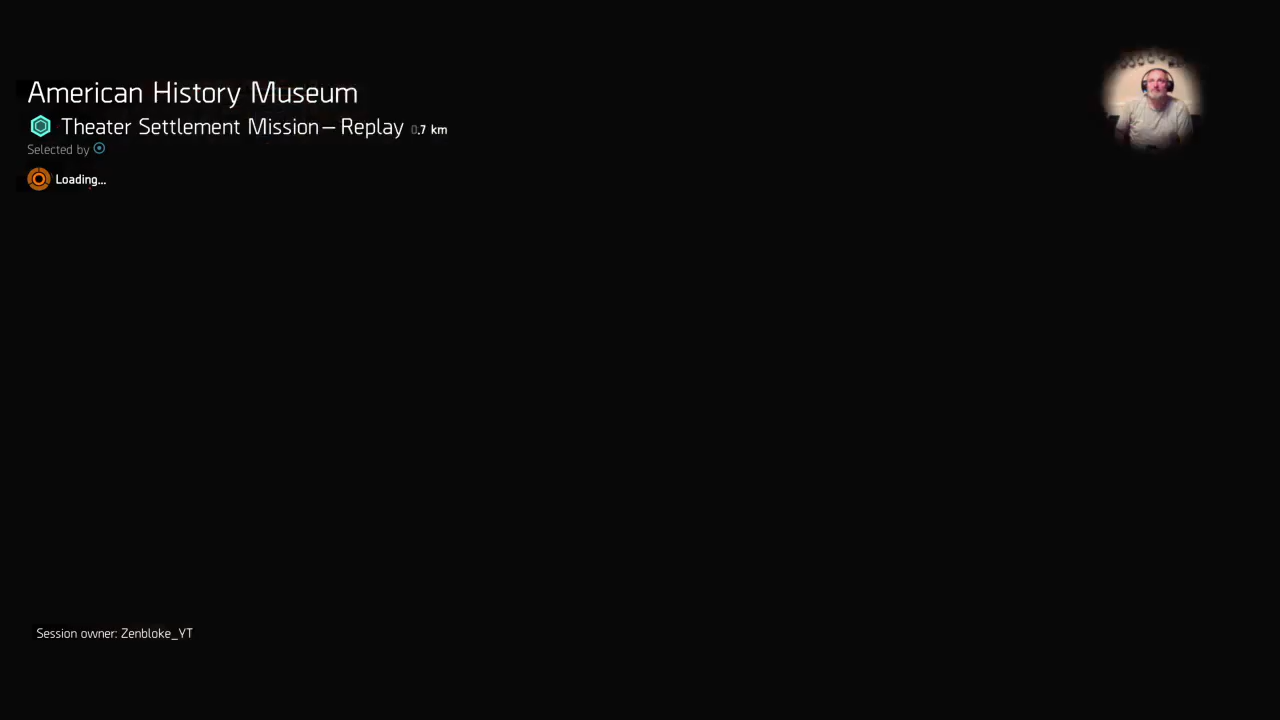 American History Museum
Theater Settlement Mission – Replay 0.7 km
Selected by
Loading...
Session owner: Zenbloke_YT